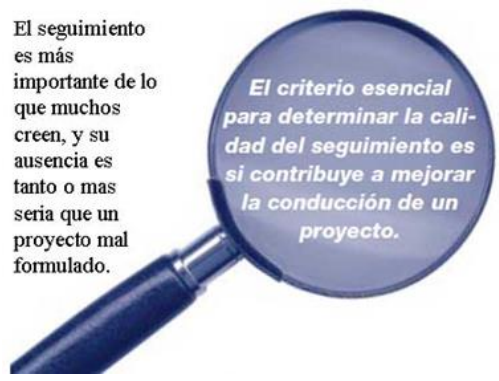 El seguimiento
es más
importante de lo
que muchos
creen, y su
ausencia es
tanto o mas
seria que un
proyecto mal
formulado.
El criterio esencial
para determinar la cali-
dad del seguimiento es
si contribuye a mejorar
la conducción de un
proyecto.